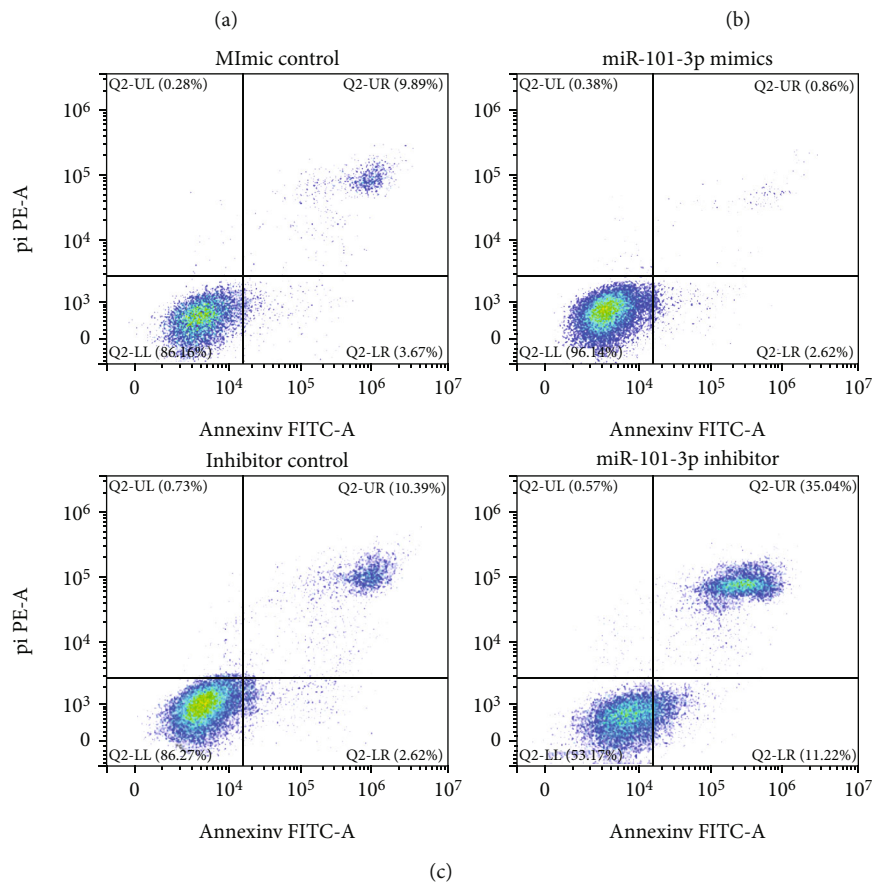 (a)
(b)
MImic control
miR-101-3p mimics
Q2-UL (0.28%)
Q2-UR (9.89%)
Q2-UL (0.38%)
Q2-UR (0.86%)
10⁶
10⁵
10⁴
10³
0
pi PE-A
10⁶
10⁵
10⁴
10³
0
Q2-LL (86.16%)
Q2-LR (3.67%)
Q2-LL (96.14%)
Q2-LR (2.62%)
0 10⁴ 10⁵ 10⁶ 10⁷
0 10⁴ 10⁵ 10⁶ 10⁷
Annexinv FITC-A
Annexinv FITC-A
Inhibitor control
miR-101-3p inhibitor
Q2-UL (0.73%)
Q2-UR (10.39%)
Q2-UL (0.57%)
Q2-UR (35.04%)
10⁶
10⁵
10⁴
10³
0
pi PE-A
10⁶
10⁵
10⁴
10³
0
Q2-LL (86.27%)
Q2-LR (2.62%)
Q2-LL (53.17%)
Q2-LR (11.22%)
0 10⁴ 10⁵ 10⁶ 10⁷
0 10⁴ 10⁵ 10⁶ 10⁷
Annexinv FITC-A
Annexinv FITC-A
(c)